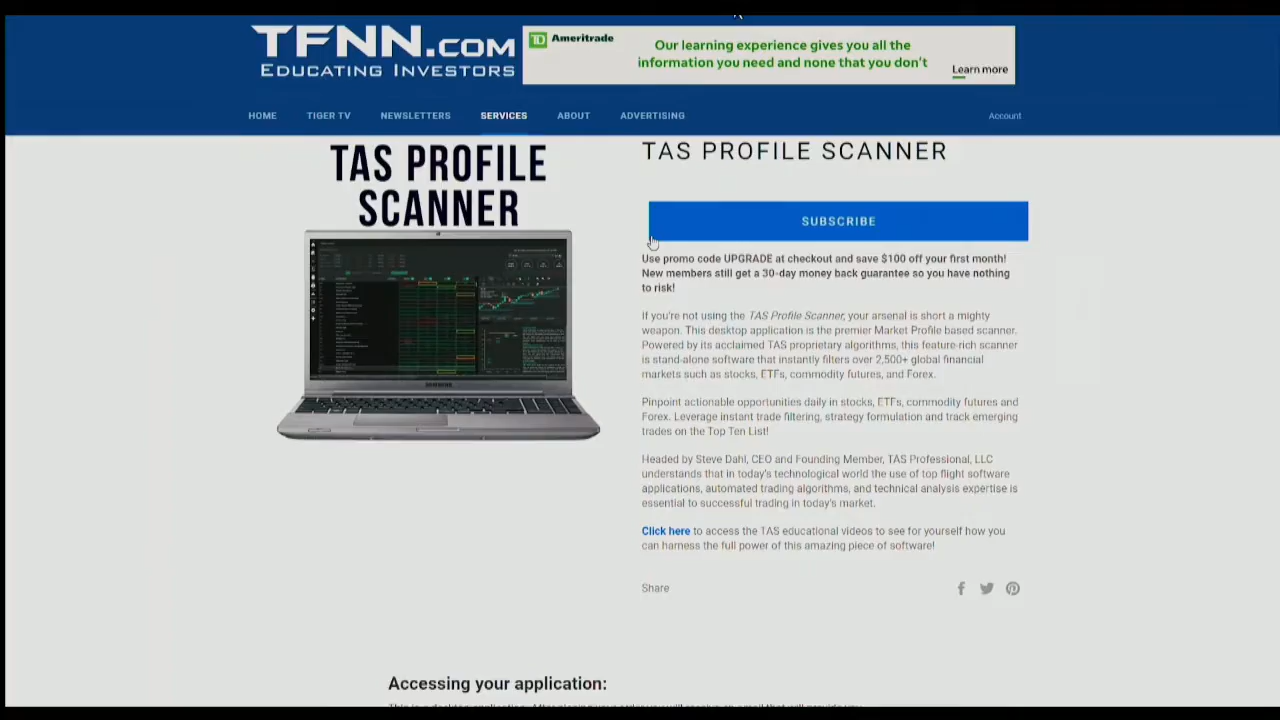 TFNN.COM
EDUCATING INVESTORS
TD Ameritrade
Our learning experience gives you all the
information you need and none that you don't
Learn more
HOME TIGER TV NEWSLETTERS SERVICES ABOUT ADVERTISING Account
TAS PROFILE
SCANNER
SAMSUNG
TAS PROFILE SCANNER
SUBSCRIBE
Use promo code UPGRADE at checkout and save $100 off your first month!
New members still get a 30-day money back guarantee so you have nothing
to risk!
If you're not using the TAS Profile Scanner, your arsenal is short a mighty
weapon. This desktop application is the premier Market Profile based scanner.
Powered by its acclaimed TAS proprietary algorithms, this feature-rich scanner
is stand-alone software that instantly filters over 2,500+ global financial
markets such as stocks, ETFs, commodity futures, and Forex.
Pinpoint actionable opportunities daily in stocks, ETFs, commodity futures and
Forex. Leverage instant trade filtering, strategy formulation and track emerging
trades on the Top Ten List!
Headed by Steve Dahl, CEO and Founding Member, TAS Professional, LLC
understands that in today's technological world the use of top flight software
applications, automated trading algorithms, and technical analysis expertise is
essential to successful trading in today's market.
Click here to access the TAS educational videos to see for yourself how you
can harness the full power of this amazing piece of software!
Share
Accessing your application: